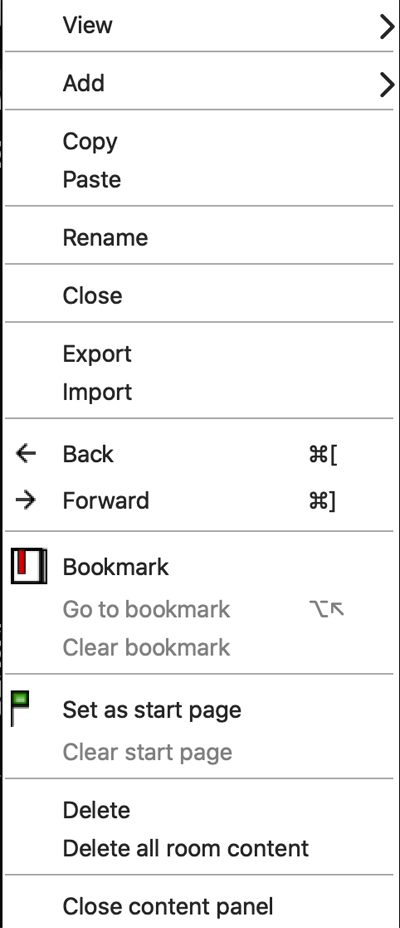 View
Add
Copy
Paste
Rename
Close
Export
Import
Back ⌘[
Forward ⌘]
Bookmark
Go to bookmark ⌥↖
Clear bookmark
Set as start page
Clear start page
Delete
Delete all room content
Close content panel